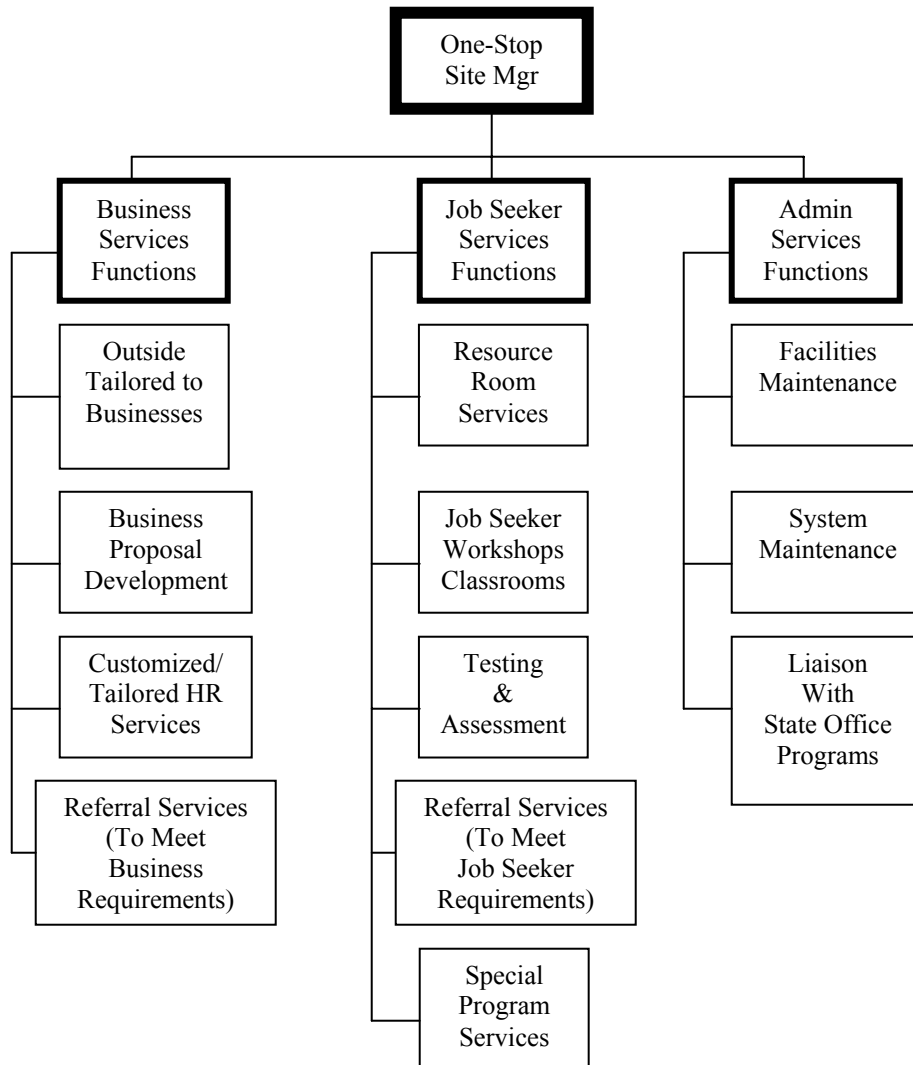 One-Stop
Site Mgr
Business
Services
Functions
Job Seeker
Services
Functions
Admin
Services
Functions
Outside
Tailored to
Businesses
Resource
Room
Services
Facilities
Maintenance
Business
Proposal
Development
Job Seeker
Workshops
Classrooms
System
Maintenance
Customized/
Tailored HR
Services
Testing
&
Assessment
Liaison
With
State Office
Programs
Referral Services
(To Meet
Business
Requirements)
Referral Services
(To Meet
Job Seeker
Requirements)
Special
Program
Services